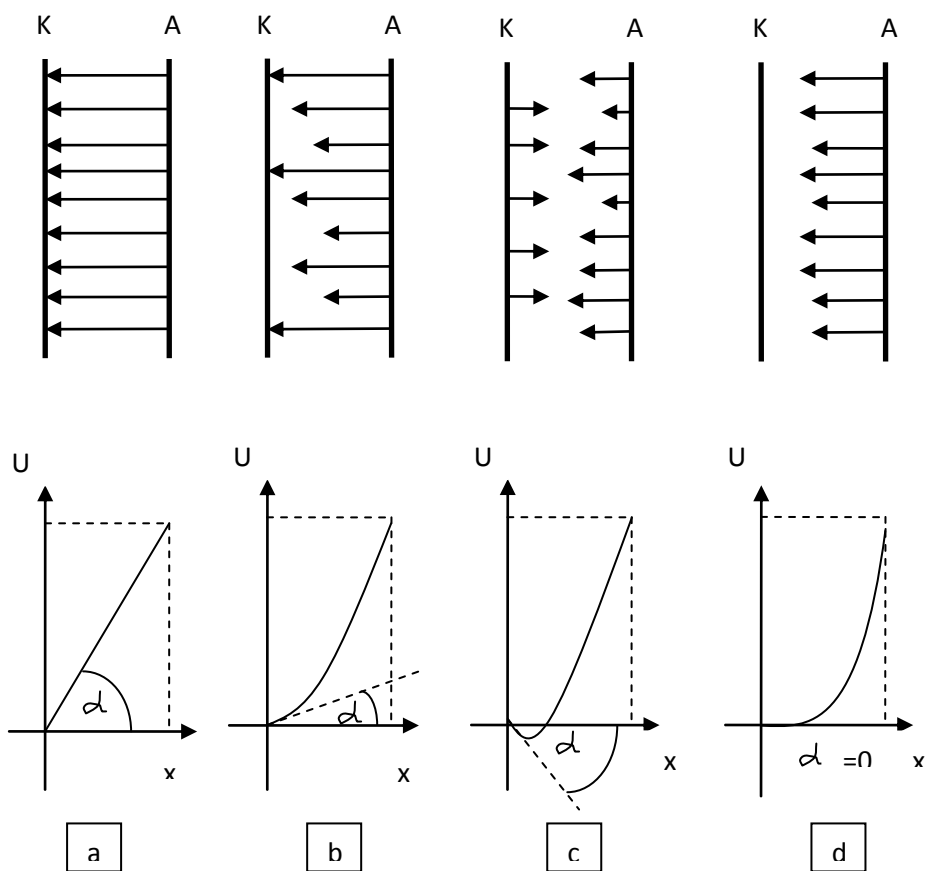 K A K A K A K A
U U U U
α α α α =0
x x x x
a b c d